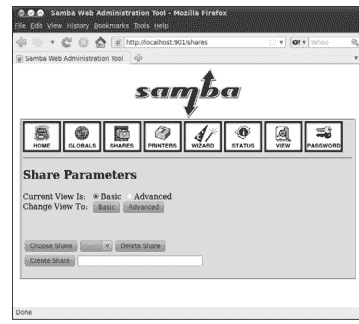 Samba Web Administration Tool - Mozilla Firefox
File Edit View History Bookmarks Tools Help
http://localhost:901/shares
Yahoo
Samba Web Administration Tool
samba
HOME GLOBALS SHARES PRINTERS WIZARD STATUS VIEW PASSWORD
Share Parameters
Current View Is: Basic Advanced
Change View To: Basic Advanced
Choose Share Delete Share
Create Share
Done